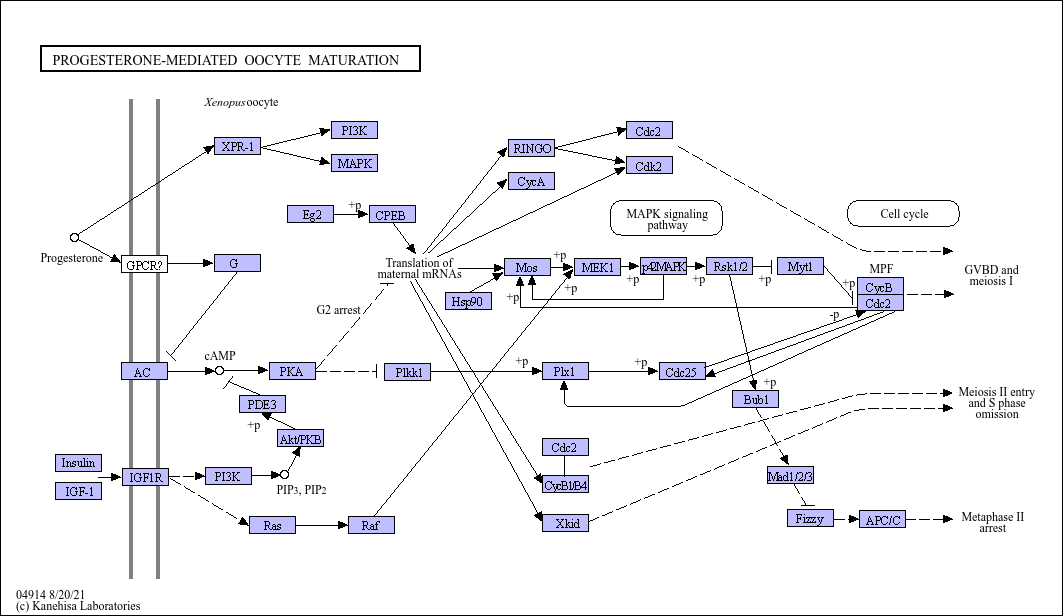 PROGESTERONE-MEDIATED OOCYTE MATURATION
Xenopus oocyte
PI3K
XPR-1
MAPK
Cdc2
RINGO
Cdk2
CycA
Eg2
+p
CPEB
MAPK signaling
pathway
Cell cycle
Progesterone
GPCR?
G
Translation of
maternal mRNAs
Mos
+p
MEK1
p42MAPK
Rsk1/2
Myt1
MPF
GVBD and
meiosis I
+p
+p
+p
+p
+p
CycB
Cdc2
Hsp90
+p
-p
G2 arrest
cAMP
AC
PKA
Plkk1
+p
Plx1
+p
Cdc25
+p
Bub1
PDE3
+p
Akt/PKB
Meiosis II entry
and S phase
omission
Cdc2
CycB1/B4
Insulin
IGF-1
IGF1R
PI3K
PIP3, PIP2
Mad1/2/3
Ras
Raf
Xkid
Fizzy
APC/C
Metaphase II
arrest
04914 8/20/21
(c) Kanehisa Laboratories